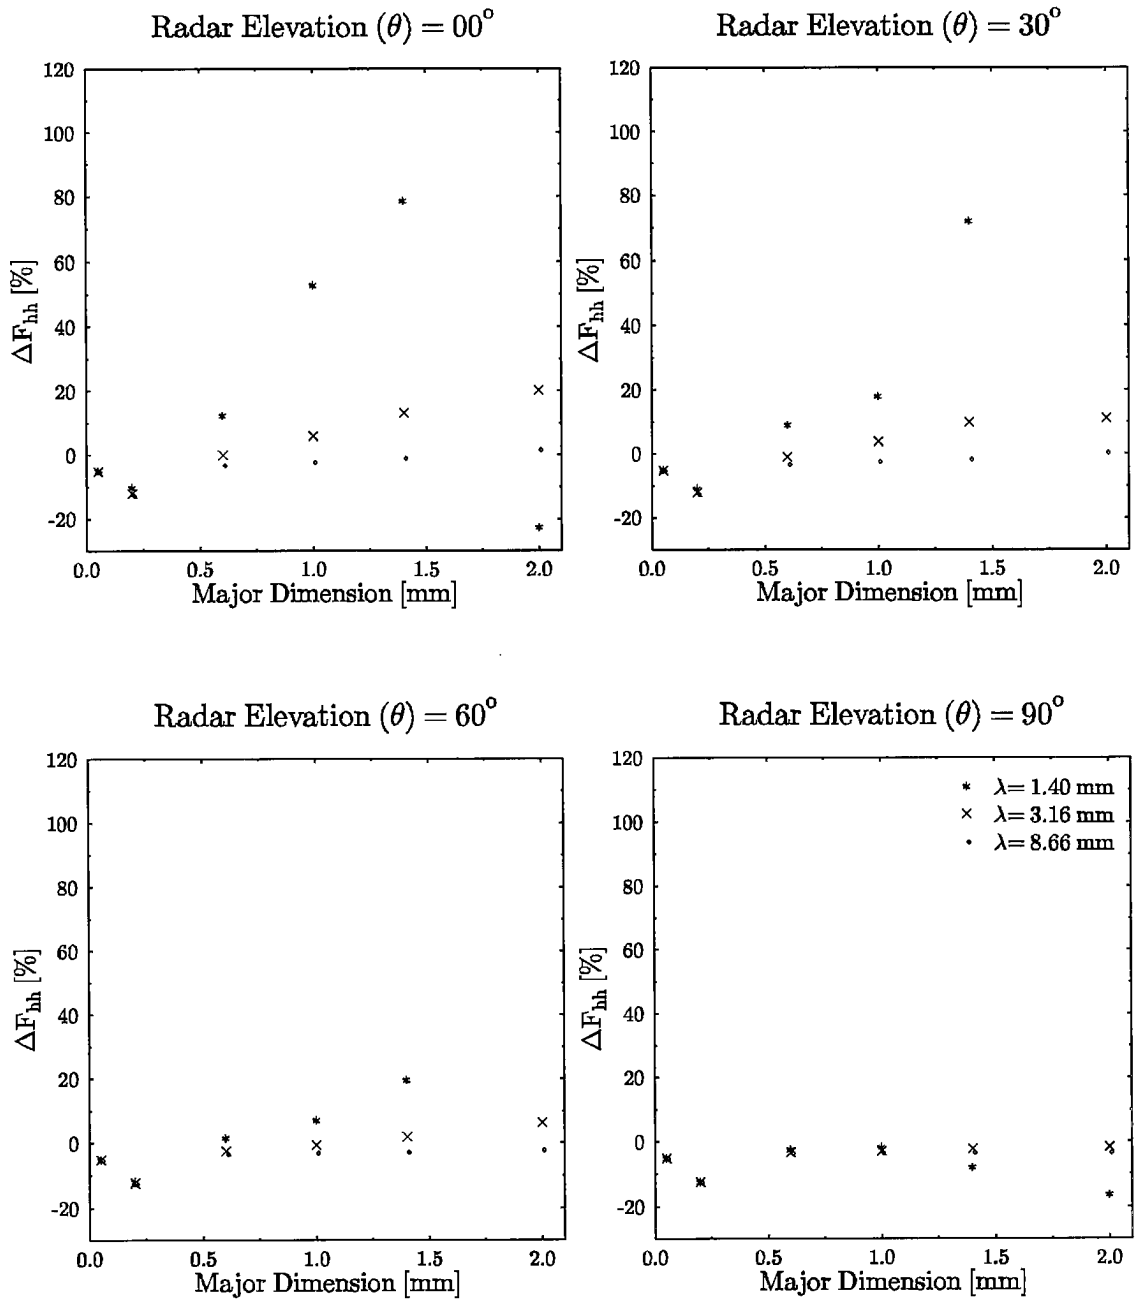 Radar Elevation (θ) = 00°
120
100
80
60
40
20
0
-20
ΔF_hh [%]
0.0 0.5 1.0 1.5 2.0
Major Dimension [mm]
Radar Elevation (θ) = 30°
120
100
80
60
40
20
0
-20
ΔF_hh [%]
0.0 0.5 1.0 1.5 2.0
Major Dimension [mm]
Radar Elevation (θ) = 60°
120
100
80
60
40
20
0
-20
ΔF_hh [%]
0.0 0.5 1.0 1.5 2.0
Major Dimension [mm]
Radar Elevation (θ) = 90°
120
100
80
60
40
20
0
-20
ΔF_hh [%]
λ= 1.40 mm
λ= 3.16 mm
λ= 8.66 mm
0.0 0.5 1.0 1.5 2.0
Major Dimension [mm]